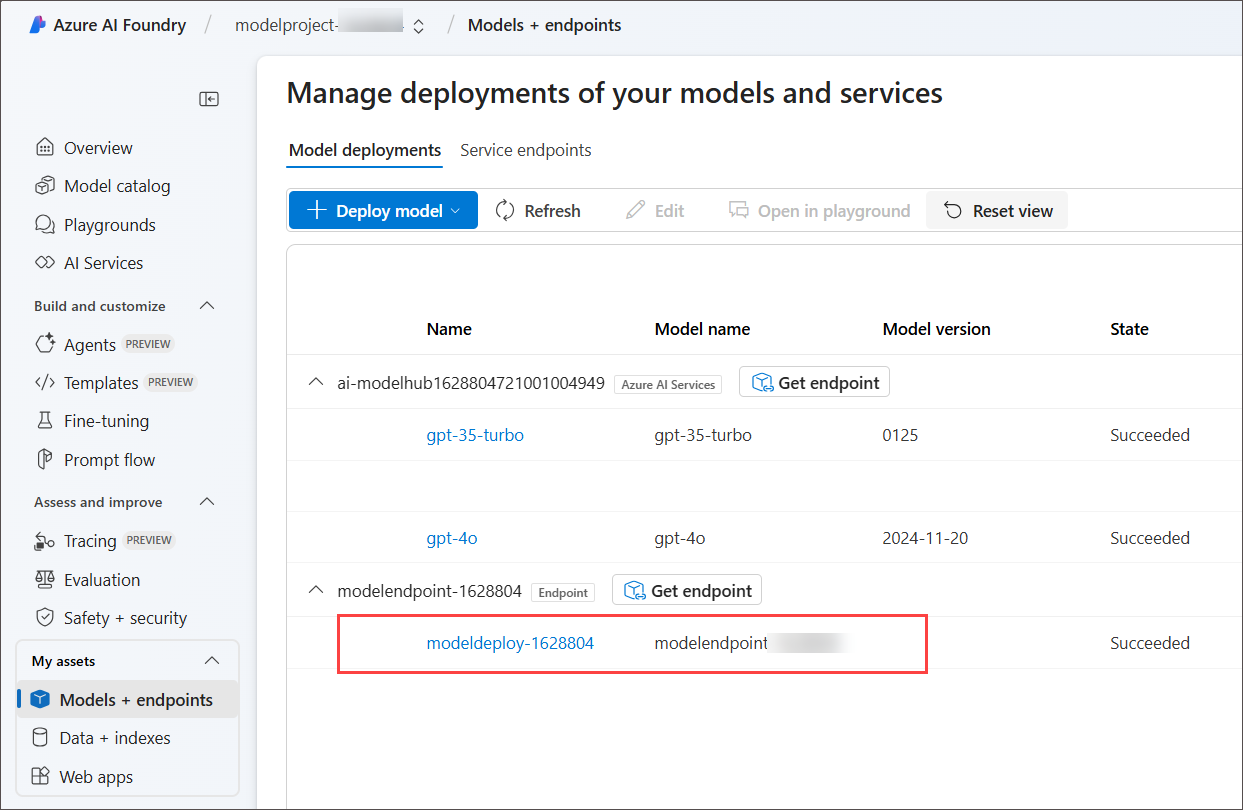 Azure AI Foundry / modelproject- / Models + endpoints
Manage deployments of your models and services
Overview
Model catalog
Playgrounds
AI Services
Build and customize
Agents PREVIEW
Templates PREVIEW
Fine-tuning
Prompt flow
Assess and improve
Tracing PREVIEW
Evaluation
Safety + security
My assets
Models + endpoints
Data + indexes
Web apps
Model deployments Service endpoints
Deploy model Refresh Edit Open in playground Reset view
Name Model name Model version State
ai-modelhub1628804721001004949 Azure AI Services Get endpoint
gpt-35-turbo gpt-35-turbo 0125 Succeeded
gpt-4o gpt-4o 2024-11-20 Succeeded
modelendpoint-1628804 Endpoint Get endpoint
modeldeploy-1628804 modelendpoint Succeeded